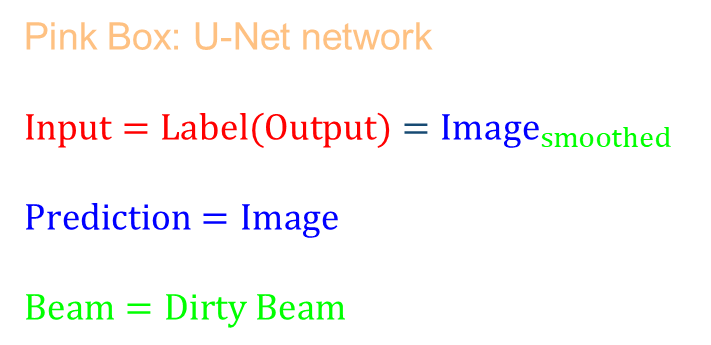 Pink Box: U-Net network
Input = Label(Output) = Image_smoothed
Prediction = Image
Beam = Dirty Beam